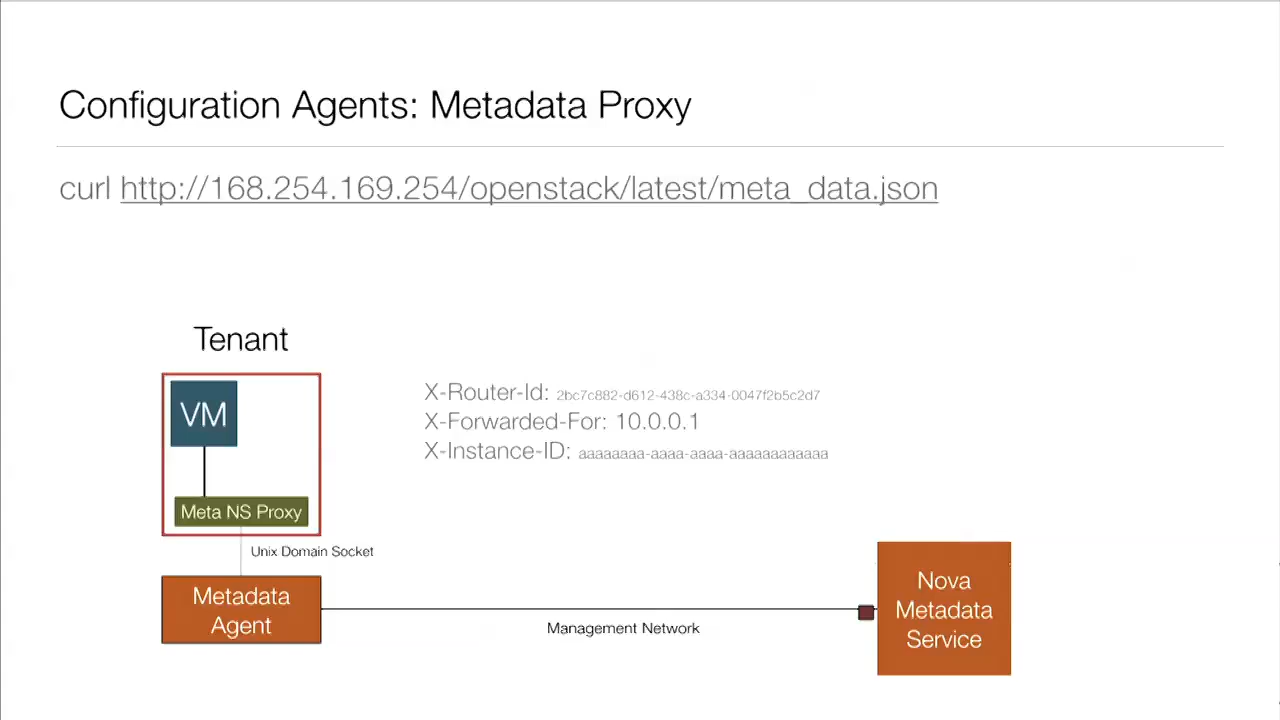 Configuration Agents: Metadata Proxy
curl http://168.254.169.254/openstack/latest/meta_data.json
Tenant
VM
X-Router-Id: 2bc7c882-d612-438c-a334-0047f2b5c2d7
X-Forwarded-For: 10.0.0.1
X-Instance-ID: aaaaaaaa-aaaa-aaaa-aaaaaaaaaaaa
Meta NS Proxy
Unix Domain Socket
Metadata
Agent
Management Network
Nova
Metadata
Service